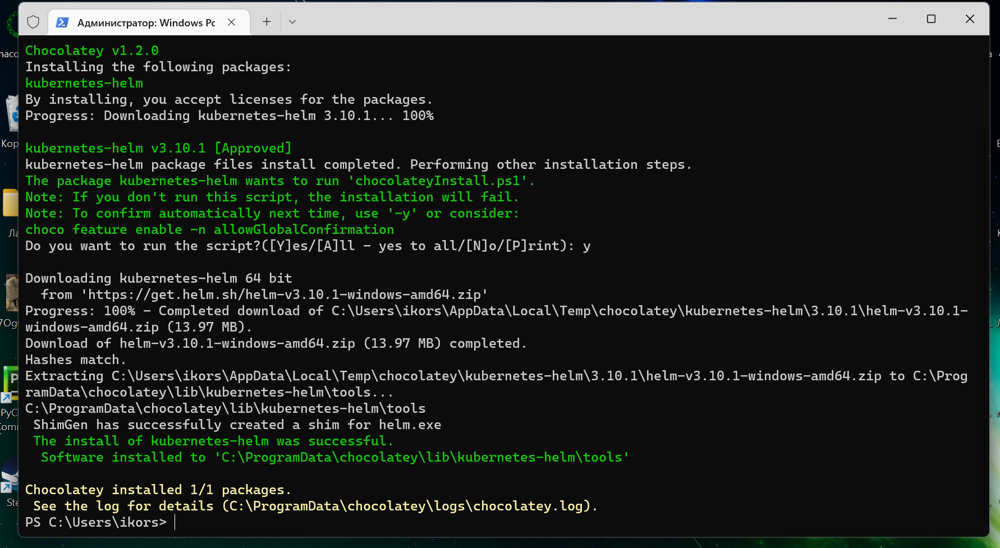 Администратор: Windows Pc
Chocolatey v1.2.0
Installing the following packages:
kubernetes-helm
By installing, you accept licenses for the packages.
Progress: Downloading kubernetes-helm 3.10.1... 100%
kubernetes-helm v3.10.1 [Approved]
kubernetes-helm package files install completed. Performing other installation steps.
The package kubernetes-helm wants to run 'chocolateyInstall.ps1'.
Note: If you don't run this script, the installation will fail.
Note: To confirm automatically next time, use '-y' or consider:
choco feature enable -n allowGlobalConfirmation
Do you want to run the script?([Y]es/[A]ll - yes to all/[N]o/[P]rint): y
Downloading kubernetes-helm 64 bit
from 'https://get.helm.sh/helm-v3.10.1-windows-amd64.zip'
Progress: 100% - Completed download of C:\Users\ikors\AppData\Local\Temp\chocolatey\kubernetes-helm\3.10.1\helm-v3.10.1-
windows-amd64.zip (13.97 MB).
Download of helm-v3.10.1-windows-amd64.zip (13.97 MB) completed.
Hashes match.
Extracting C:\Users\ikors\AppData\Local\Temp\chocolatey\kubernetes-helm\3.10.1\helm-v3.10.1-windows-amd64.zip to C:\Prog
ramData\chocolatey\lib\kubernetes-helm\tools...
C:\ProgramData\chocolatey\lib\kubernetes-helm\tools
ShimGen has successfully created a shim for helm.exe
The install of kubernetes-helm was successful.
Software installed to 'C:\ProgramData\chocolatey\lib\kubernetes-helm\tools'
Chocolatey installed 1/1 packages.
See the log for details (C:\ProgramData\chocolatey\logs\chocolatey.log).
PS C:\Users\ikors>